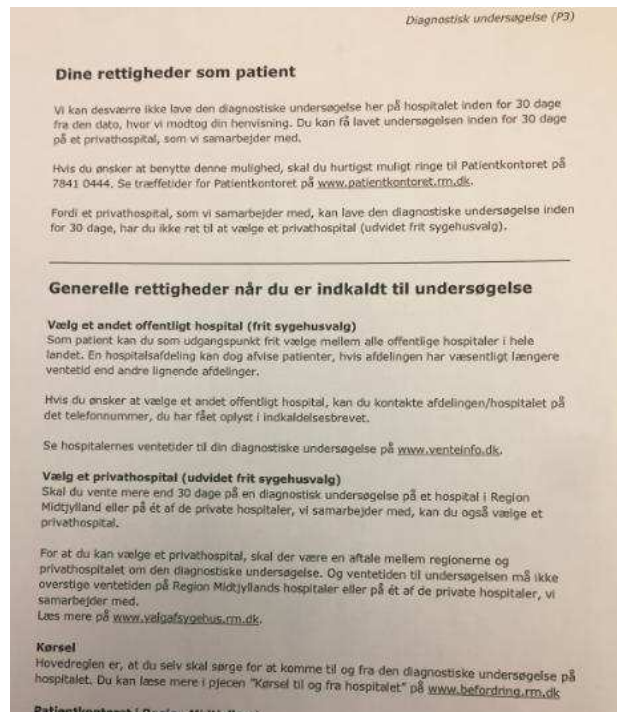 Diagnostisk undersøgelse (P3)
Dine rettigheder som patient
Vi kan desværre ikke lave den diagnostiske undersøgelse her på hospitalet inden for 30 dage
fra den dato, hvor vi modtog din henvisning. Du kan få lavet undersøgelsen inden for 30 dage
på et privathospital, som vi samarbejder med.
Hvis du ønsker at benytte denne mulighed, skal du hurtigst muligt ringe til Patientkontoret på
7841 0444. Se træffetider for Patientkontoret på www.patientkontoret.rm.dk.
Fordi et privathospital, som vi samarbejder med, kan lave den diagnostiske undersøgelse inden
for 30 dage, har du ikke ret til at vælge et privathospital (udvidet frit sygehusvalg).
Generelle rettigheder når du er indkaldt til undersøgelse
Vælg et andet offentligt hospital (frit sygehusvalg)
Som patient kan du som udgangspunkt frit vælge mellem alle offentlige hospitaler i hele
landet. En hospitalsafdeling kan dog afvise patienter, hvis afdelingen har væsentligt længere
ventetid end andre lignende afdelinger.
Hvis du ønsker at vælge et andet offentligt hospital, kan du kontakte afdelingen/hospitalet på
det telefonnummer, du har fået oplyst i indkaldelsesbrevet.
Se hospitalernes ventetider til din diagnostiske undersøgelse på www.venteinfo.dk.
Vælg et privathospital (udvidet frit sygehusvalg)
Skal du vente mere end 30 dage på en diagnostisk undersøgelse på et hospital i Region
Midtjylland eller på ét af de private hospitaler, vi samarbejder med, kan du også vælge et
privathospital.
For at du kan vælge et privathospital, skal der være en aftale mellem regionerne og
privathospitalet om den diagnostiske undersøgelse. Og ventetiden til undersøgelsen må ikke
overstige ventetiden på Region Midtjyllands hospitaler eller på ét af de private hospitaler, vi
samarbejder med.
Læs mere på www.valgafsygehus.rm.dk.
Kørsel
Hovedreglen er, at du selv skal sørge for at komme til og fra den diagnostiske undersøgelse på
hospitalet. Du kan læse mere i pjecen "Kørsel til og fra hospitalet" på www.befordring.rm.dk
Patientkontoret i Region